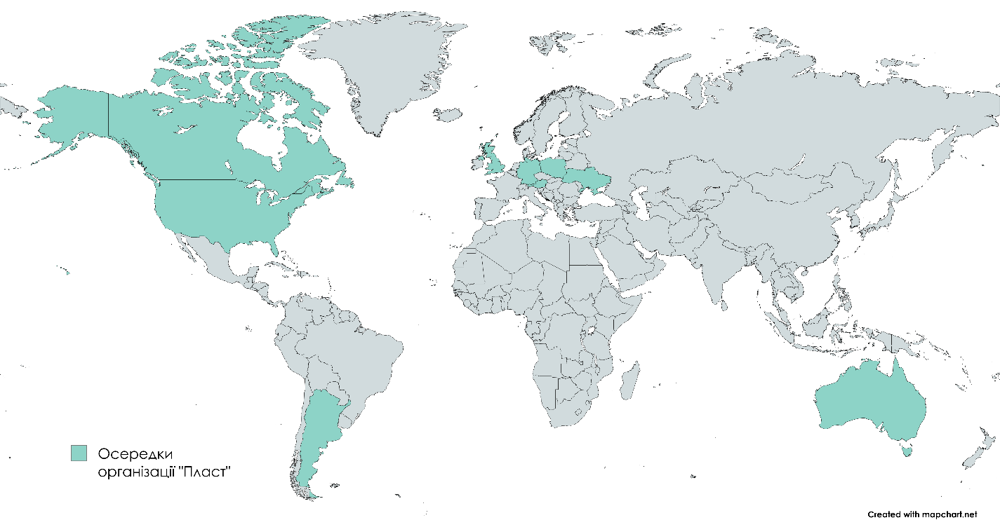 Осередки
організації "Пласт"
Created with mapchart.net